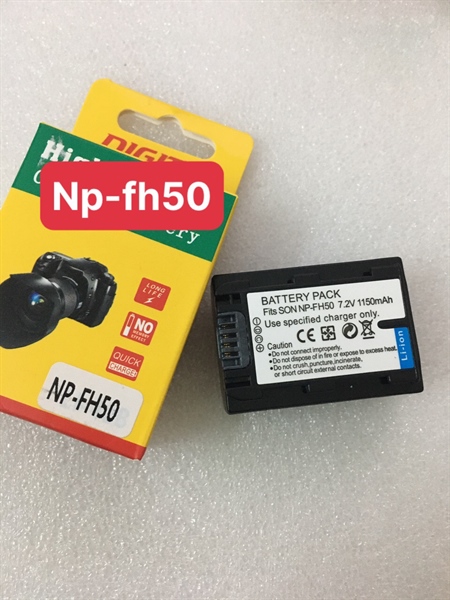 DIGI
High
Np-fh50
ery
LONG
LIFE
NO
MEMORY
EFFECT
QUICK
CHARGE
NP-FH50
BATTERY PACK
Fits SON NP-FH50 7.2V 1150mAh
Use specified charger only.
CAUTION
Do not connect improperly.
Do not dispose of in fire or expose excess heat.
Do not crush, puncture,incinerate,
or short circuit external contacts.
Li-ion